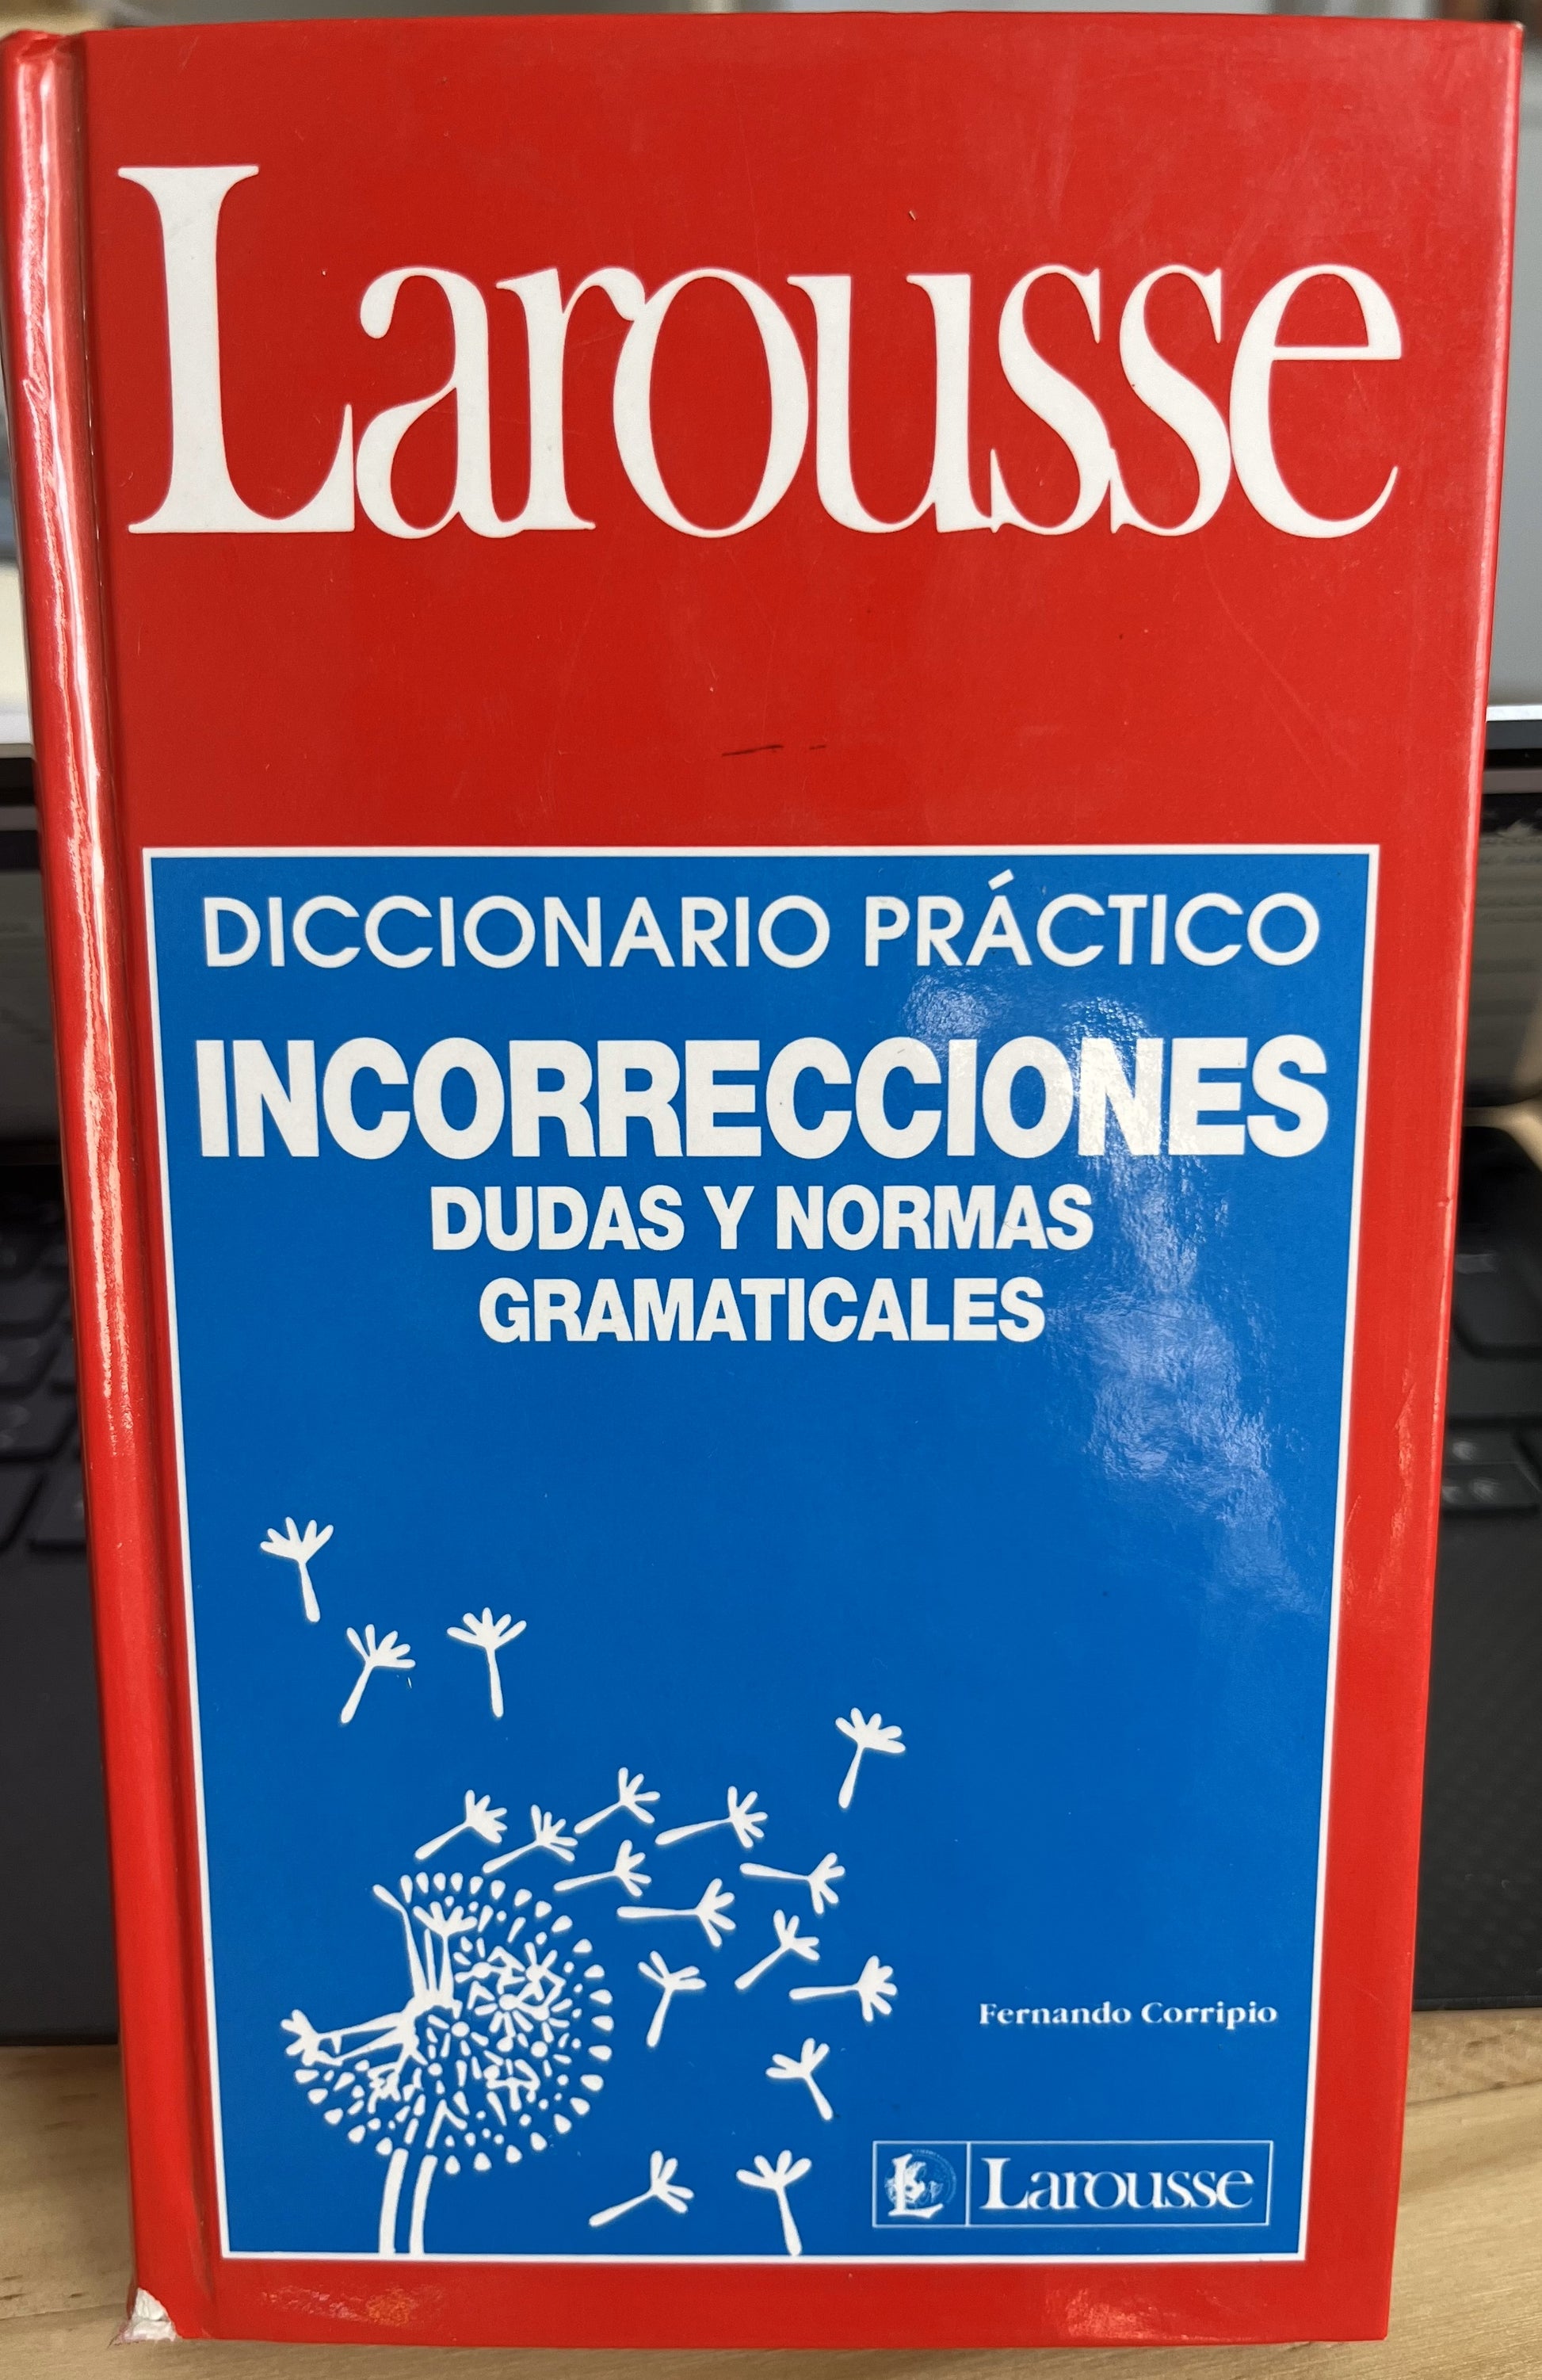 Larousse
DICCIONARIO PRÁCTICO
INCORRECCIONES
DUDAS Y NORMAS
GRAMATICALES
Fernando Corripio
L Larousse